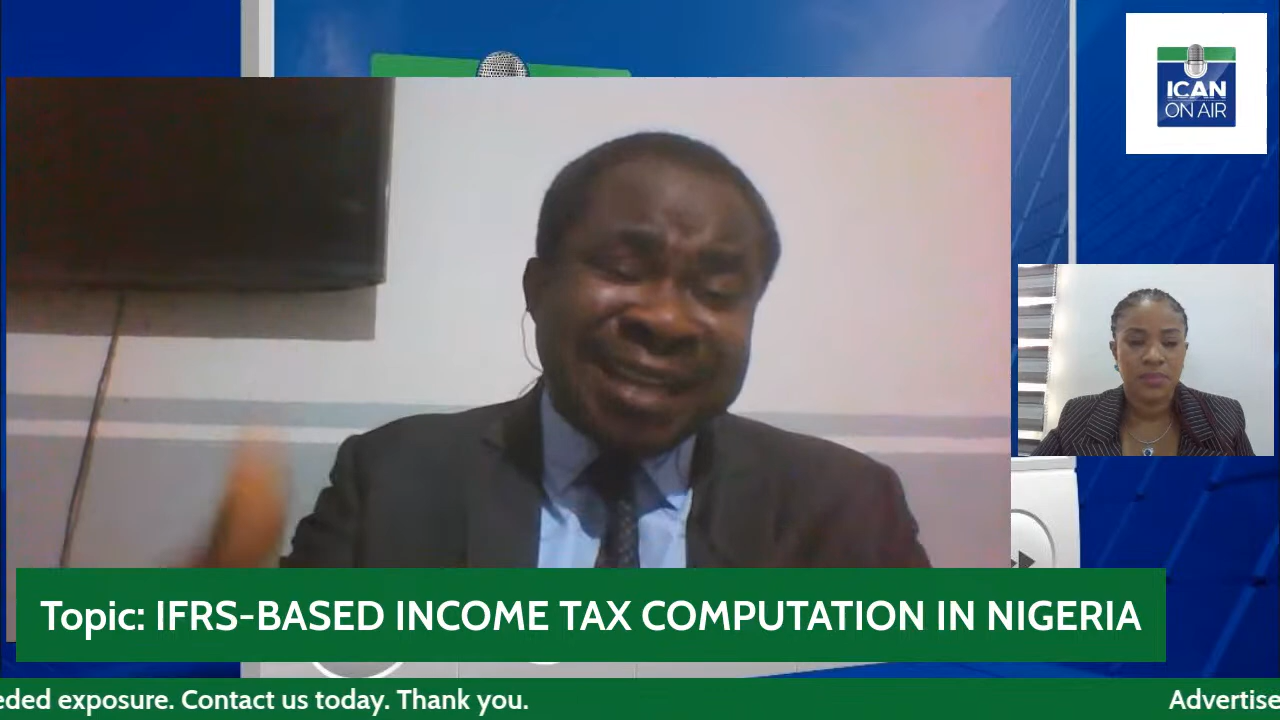 ICAN
ON AIR
Topic: IFRS-BASED INCOME TAX COMPUTATION IN NIGERIA
eded exposure. Contact us today. Thank you.
Advertise